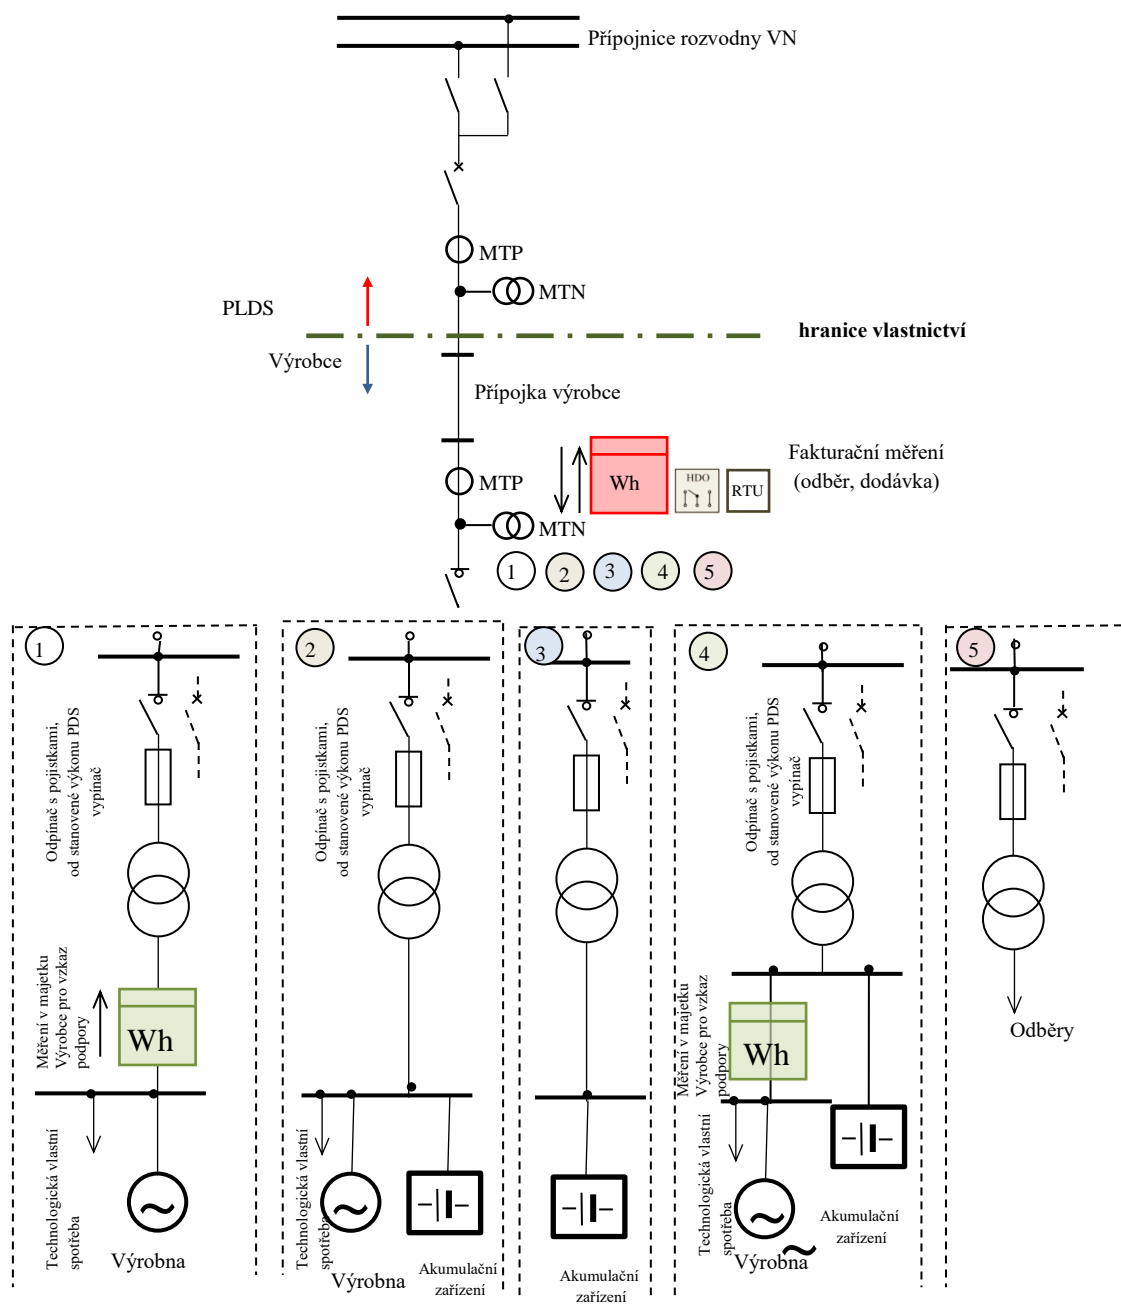 Přípojnice rozvodny VN
MTP
MTN
PLDS
hranice vlastnictví
Výrobce
Přípojka výrobce
Fakturační měření
(odběr, dodávka)
Wh
HDO
RTU
MTP
MTN
1
2
3
4
5
1
Odpínač s pojistkami,
od stanovené výkonu PDS
vypínač
Měření v majetku
Výrobce pro vzkaz
podpory
Wh
Technologická vlastní
spotřeba
Výrobna
2
Odpínač s pojistkami,
od stanovené výkonu PDS
vypínač
Technologická vlastní
spotřeba
Výrobna
Akumulační
zařízení
3
Akumulační
zařízení
4
Odpínač s pojistkami,
od stanovené výkonu PDS
vypínač
Měření v majetku
Výrobce pro vzkaz
podpory
Wh
Technologická vlastní
spotřeba
Výrobna
Akumulační
zařízení
5
Odběry